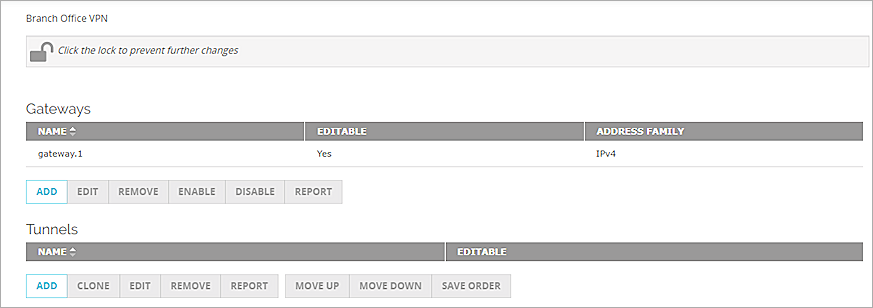 Branch Office VPN
Click the lock to prevent further changes
Gateways
NAME EDITABLE ADDRESS FAMILY
gateway.1 Yes IPv4
ADD EDIT REMOVE ENABLE DISABLE REPORT
Tunnels
NAME EDITABLE
ADD CLONE EDIT REMOVE REPORT MOVE UP MOVE DOWN SAVE ORDER